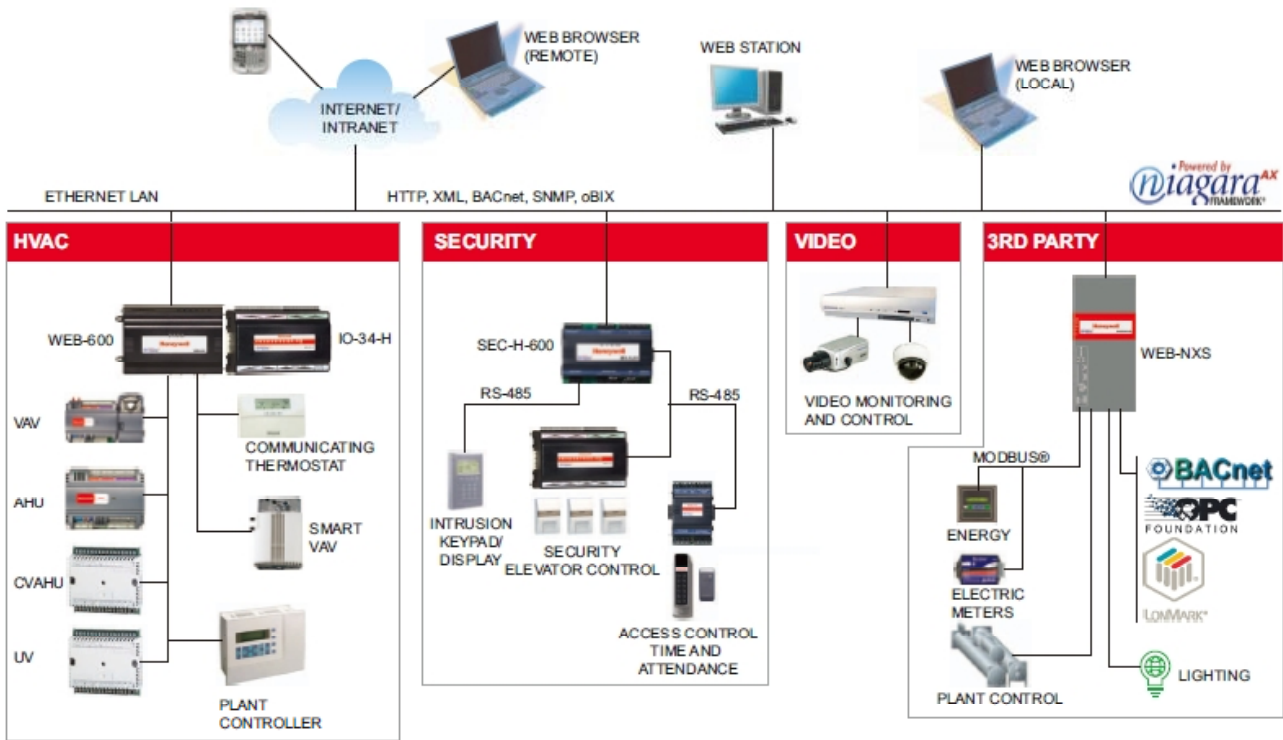 WEB BROWSER
(REMOTE)
WEB STATION
WEB BROWSER
(LOCAL)
INTERNET/
INTRANET
ETHERNET LAN
HTTP, XML, BACnet, SNMP, oBIX
Powered by
niagara AX
FRAMEWORK®
HVAC
WEB-600
Honeywell
IO-34-H
VAV
COMMUNICATING
THERMOSTAT
AHU
SMART
VAV
CVAHU
UV
PLANT
CONTROLLER
SECURITY
SEC-H-600
Honeywell
RS-485
RS-485
INTRUSION
KEYPAD/
DISPLAY
SECURITY
ELEVATOR CONTROL
ACCESS CONTROL
TIME AND
ATTENDANCE
VIDEO
VIDEO MONITORING
AND CONTROL
3RD PARTY
WEB-NXS
MODBUS®
ENERGY
ELECTRIC
METERS
PLANT CONTROL
BACnet
OPC
FOUNDATION
LONMARK®
LIGHTING